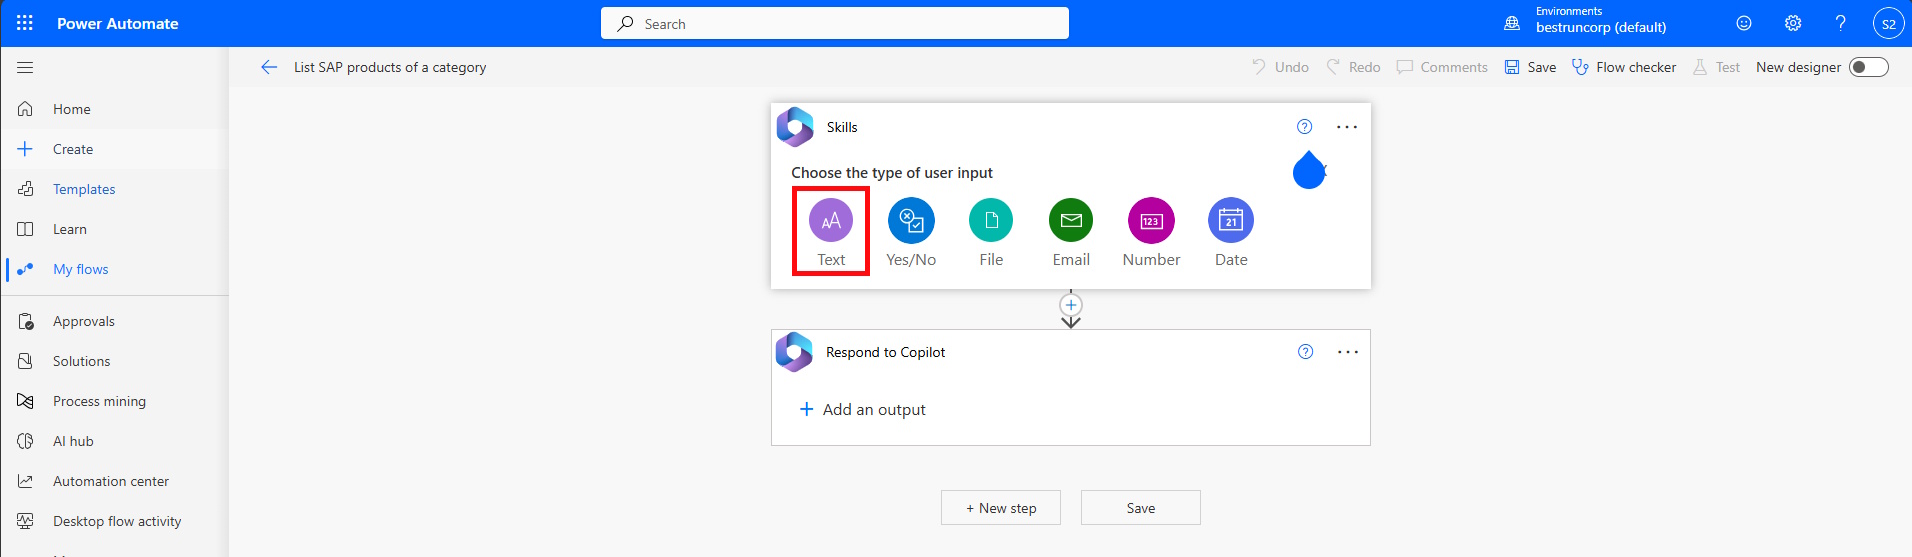 Power Automate
Search
Environments
bestruncorp (default)
?
S2
List SAP products of a category
Undo
Redo
Comments
Save
Flow checker
Test
New designer
Home
Create
Templates
Learn
My flows
Approvals
Solutions
Process mining
AI hub
Automation center
Desktop flow activity
Skills
?
...
Choose the type of user input
AA
Text
Yes/No
File
Email
123
Number
21
Date
+
Respond to Copilot
?
...
+ Add an output
+ New step
Save